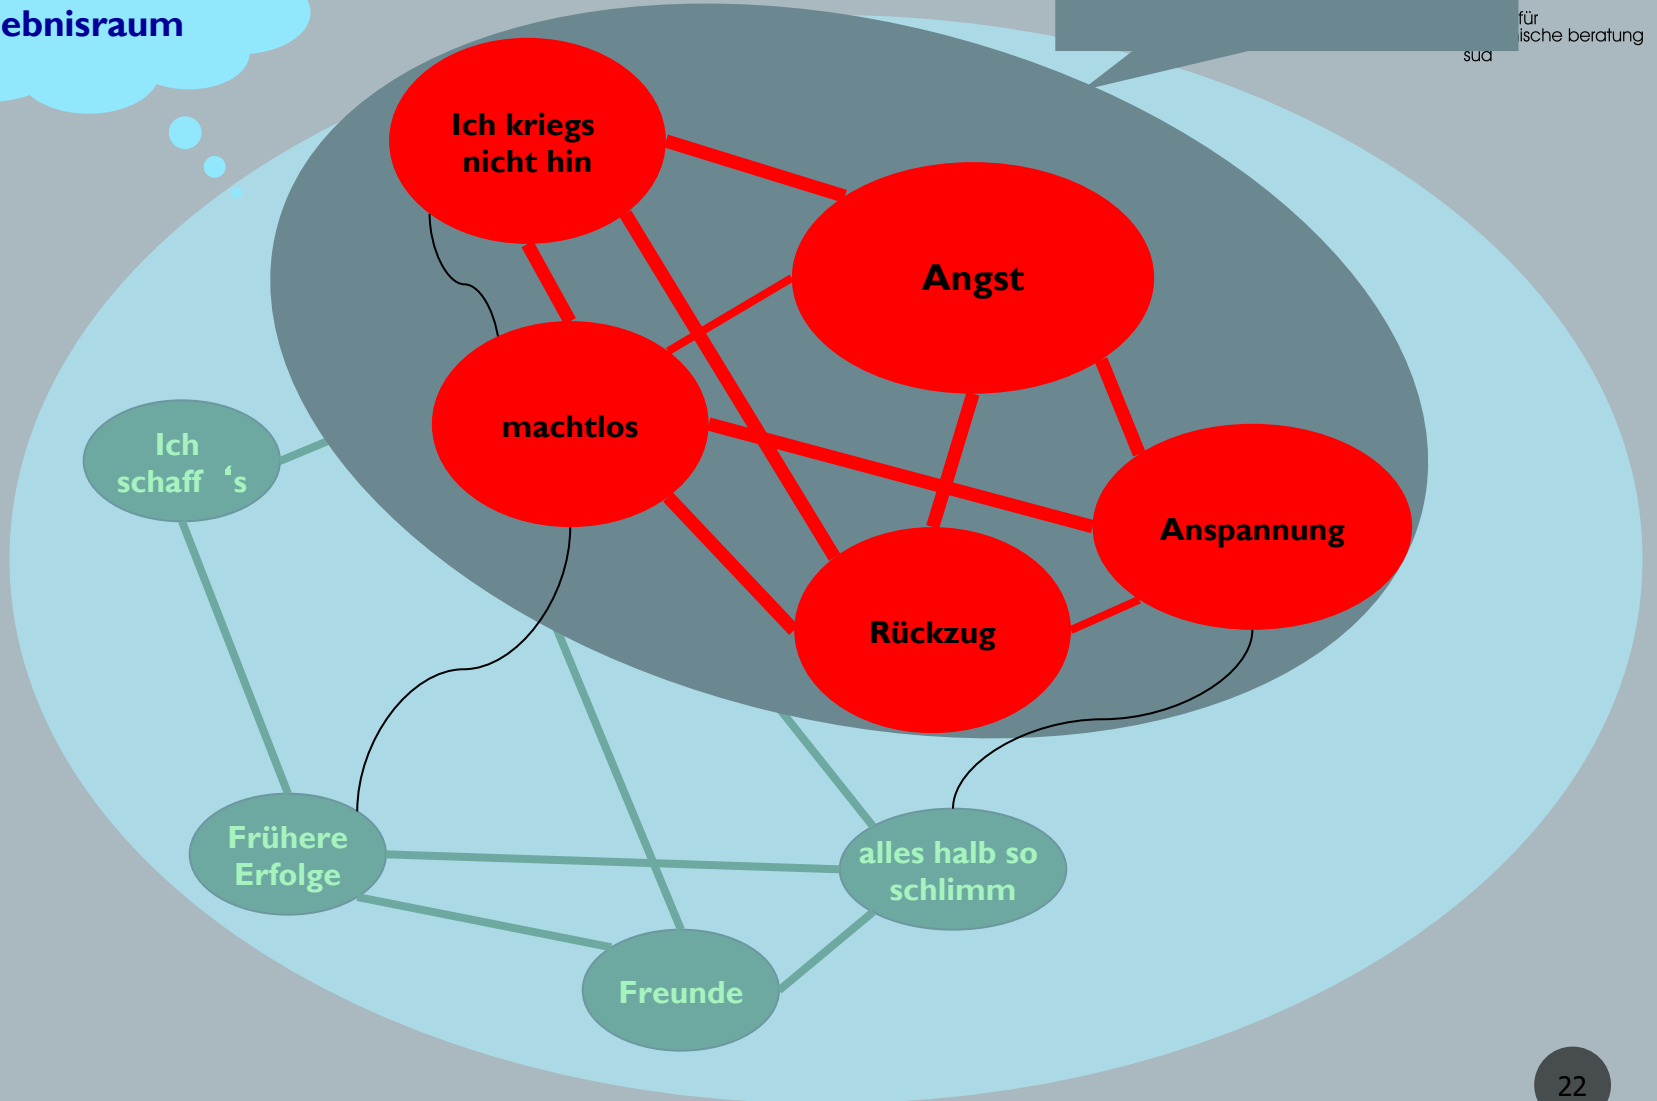 ebnisraum
für
ische beratung
süd
Ich kriegs
nicht hin
Angst
machtlos
Ich
schaff ‘s
Anspannung
Rückzug
Frühere
Erfolge
alles halb so
schlimm
Freunde
22